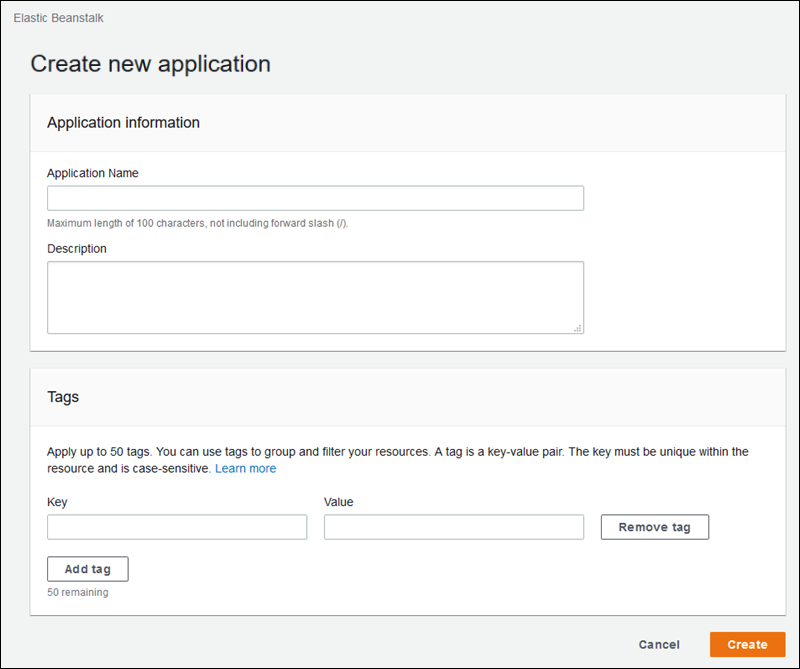 Elastic Beanstalk
Create new application
Application information
Application Name
Maximum length of 100 characters, not including forward slash (/).
Description
Tags
Apply up to 50 tags. You can use tags to group and filter your resources. A tag is a key-value pair. The key must be unique within the
resource and is case-sensitive. Learn more
Key
Value
Remove tag
Add tag
50 remaining
Cancel
Create